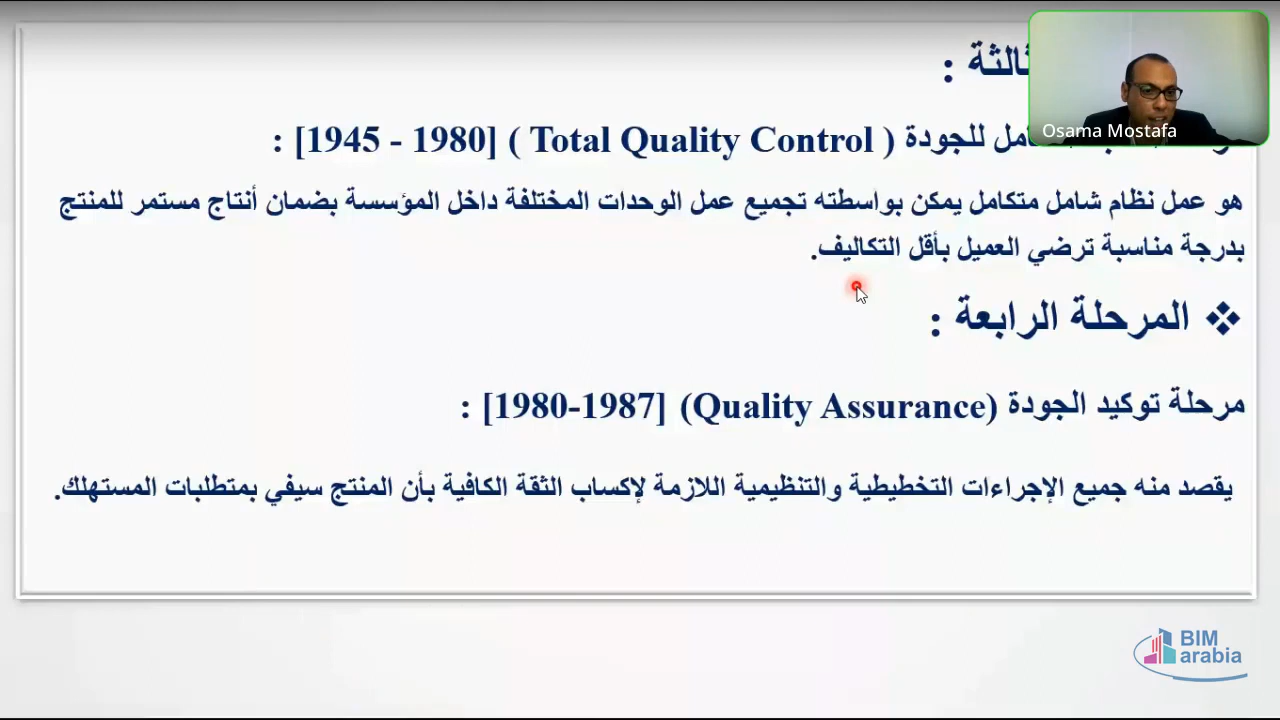 ثالثة :
Osama Mostafa
للجودة ( Total Quality Control ) [1945 - 1980] :
هو عمل نظام شامل متكامل يمكن بواسطته تجميع عمل الوحدات المختلفة داخل المؤسسة بضمان أنتاج مستمر للمنتج
بدرجة مناسبة ترضي العميل بأقل التكاليف.
❖ المرحلة الرابعة :
مرحلة توكيد الجودة (Quality Assurance) [1980-1987] :
يقصد منه جميع الإجراءات التخطيطية والتنظيمية اللازمة لإكساب الثقة الكافية بأن المنتج سيفي بمتطلبات المستهلك.
BIM
arabia